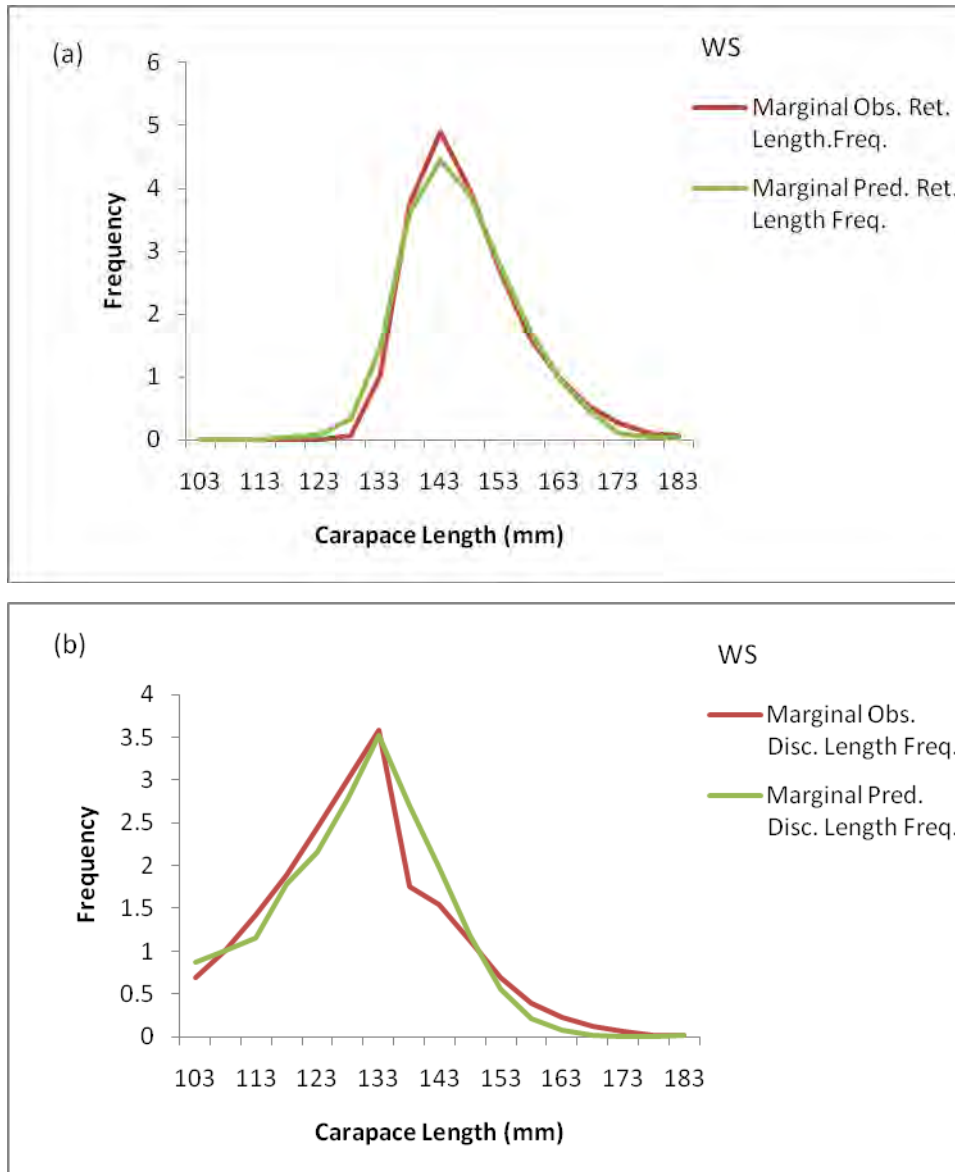 (a)
WS
6
5
4
3
2
1
0
Frequency
Marginal Obs. Ret.
Length.Freq.
Marginal Pred. Ret.
Length Freq.
103 113 123 133 143 153 163 173 183
Carapace Length (mm)
(b)
WS
4
3.5
3
2.5
2
1.5
1
0.5
0
Frequency
Marginal Obs.
Disc. Length Freq.
Marginal Pred.
Disc. Length Freq.
103 113 123 133 143 153 163 173 183
Carapace Length (mm)